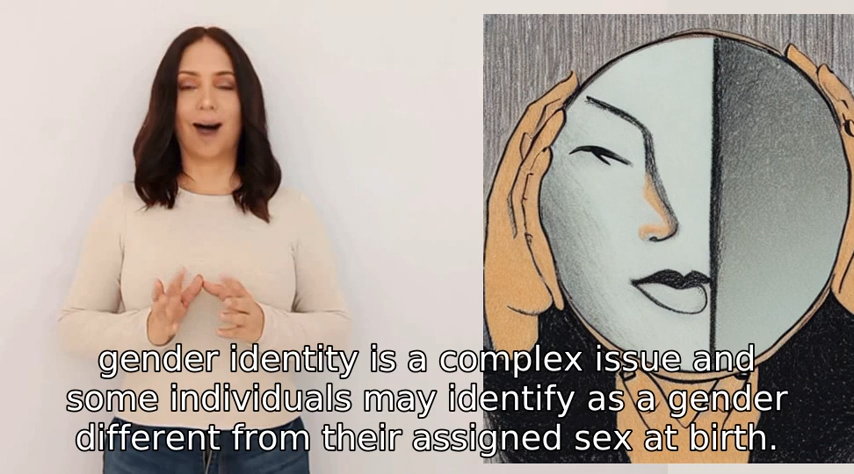 gender identity is a complex issue and
some individuals may identify as a gender
different from their assigned sex at birth.